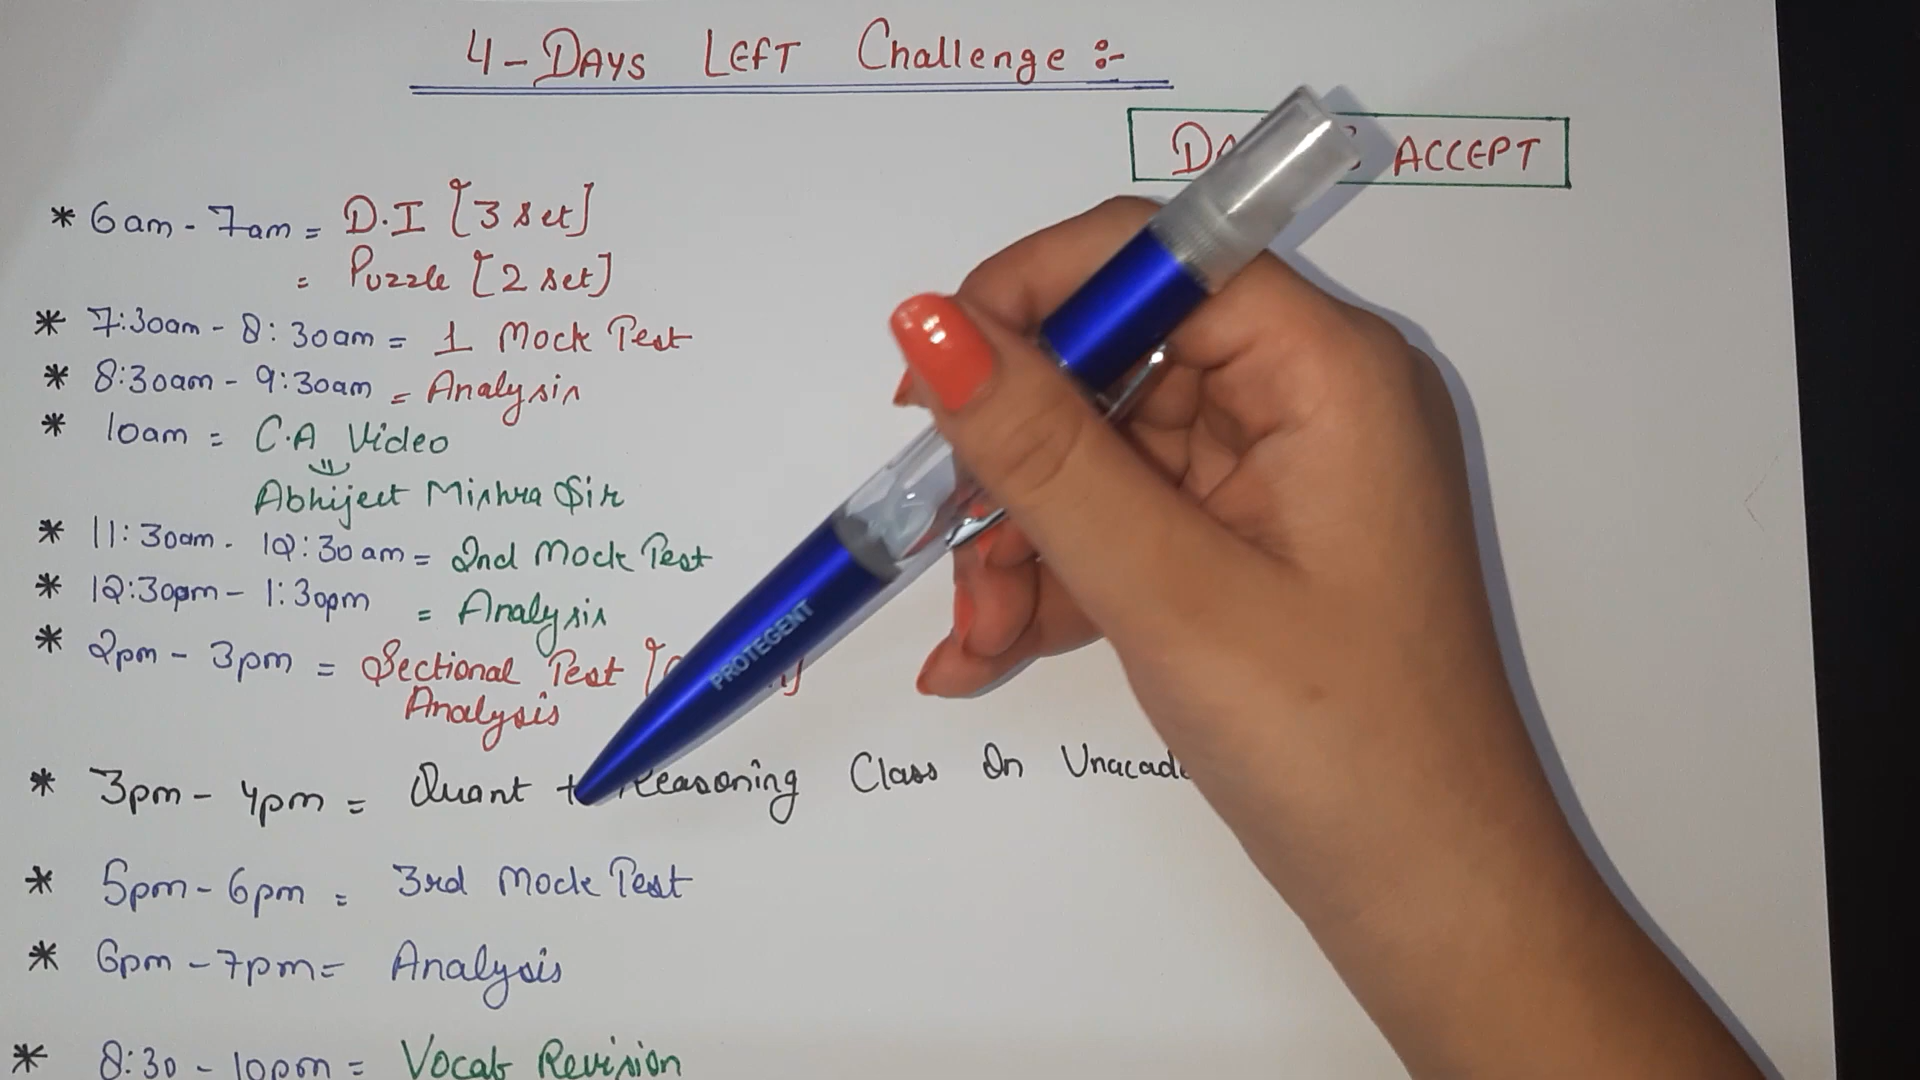 4-DAYS LEFT Challenge :-
ACCEPT
* 6am - 7am = D.I [3 set]
= Puzzle [2 set]
* 7:30am - 8:30am = 1 Mock Test
* 8:30am - 9:30am = Analysis
* 10am = C.A Video
Abhijeet Mishra Sir
* 11:30am - 12:30am = 2nd Mock Test
* 12:30pm - 1:30pm = Analysis
* 2pm - 3pm = Sectional Test
Analysis
* 3pm - 4pm = Quant + Reasoning Class On
* 5pm - 6pm = 3rd Mock Test
* 6pm - 7pm = Analysis
* 8:30 - 10pm = Vocab Revision
PROTEGENT